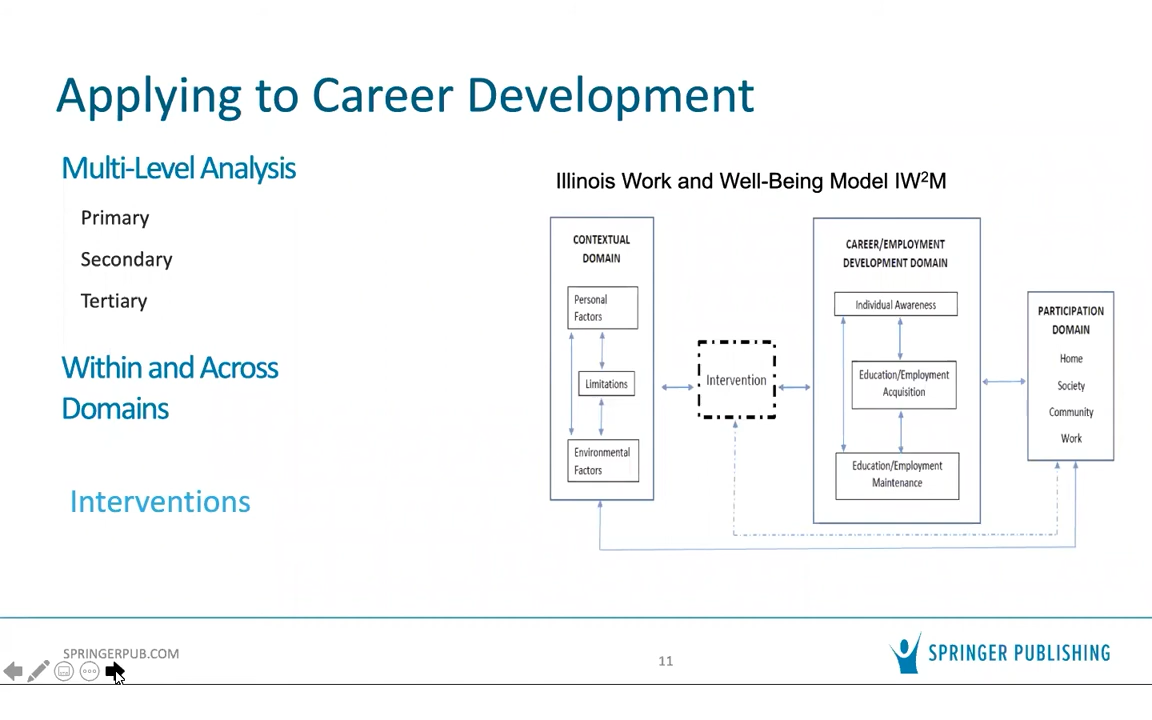 Applying to Career Development
Multi-Level Analysis
Primary
Secondary
Tertiary
Within and Across
Domains
Interventions
Illinois Work and Well-Being Model IW²M
CONTEXTUAL
DOMAIN
Personal
Factors
Limitations
Environmental
Factors
Intervention
CAREER/EMPLOYMENT
DEVELOPMENT DOMAIN
Individual Awareness
Education/Employment
Acquisition
Education/Employment
Maintenance
PARTICIPATION
DOMAIN
Home
Society
Community
Work
SPRINGERPUB.COM
11
SPRINGER PUBLISHING